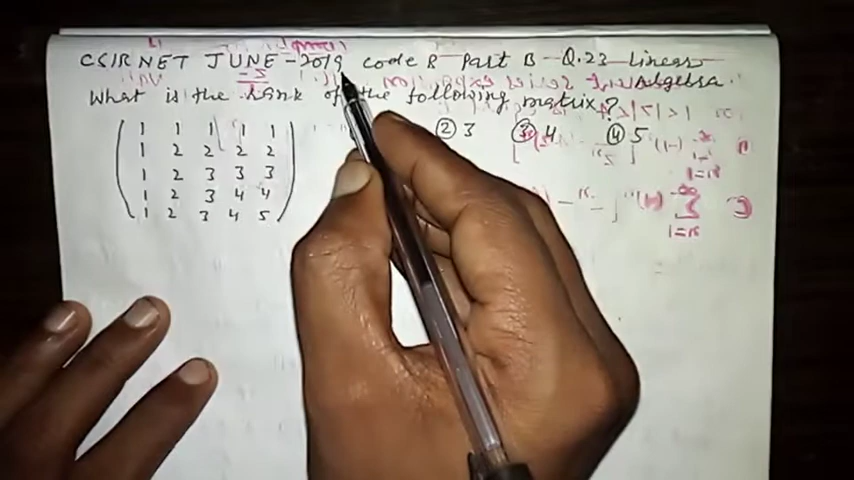 CSIR NET JUNE - 2019 code B Part B Q.23 Linear Algebra
What is the Rank of the following matrix?
1 1 1 1 1 ② 3 ③ 4 ④ 5
1 2 2 2 2
1 2 3 3 3
1 2 3 4 4
1 2 3 4 5